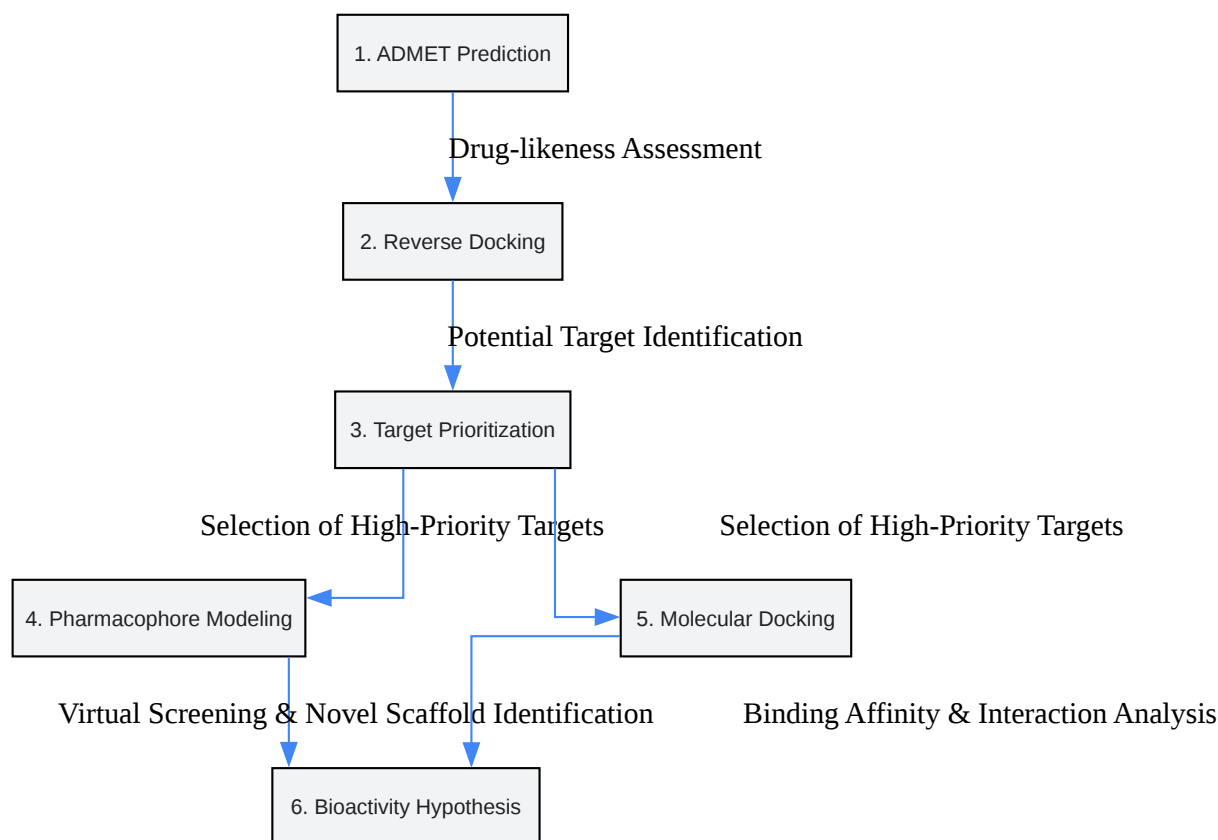 1. ADMET Prediction
Drug-likeness Assessment
2. Reverse Docking
Potential Target Identification
3. Target Prioritization
Selection of High-Priority Targets
Selection of High-Priority Targets
4. Pharmacophore Modeling
5. Molecular Docking
Virtual Screening & Novel Scaffold Identification
Binding Affinity & Interaction Analysis
6. Bioactivity Hypothesis